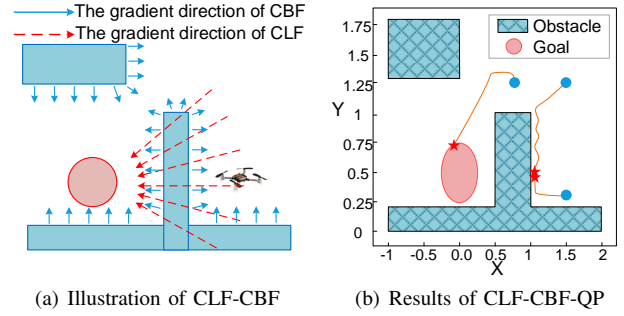 The gradient direction of CBF
The gradient direction of CLF
(a) Illustration of CLF-CBF
1.75
1.5
1.25
Y
1
0.75
0.5
0.25
0
Obstacle
Goal
-1 -0.5 0.0 0.5 1 1.5 2
X
(b) Results of CLF-CBF-QP